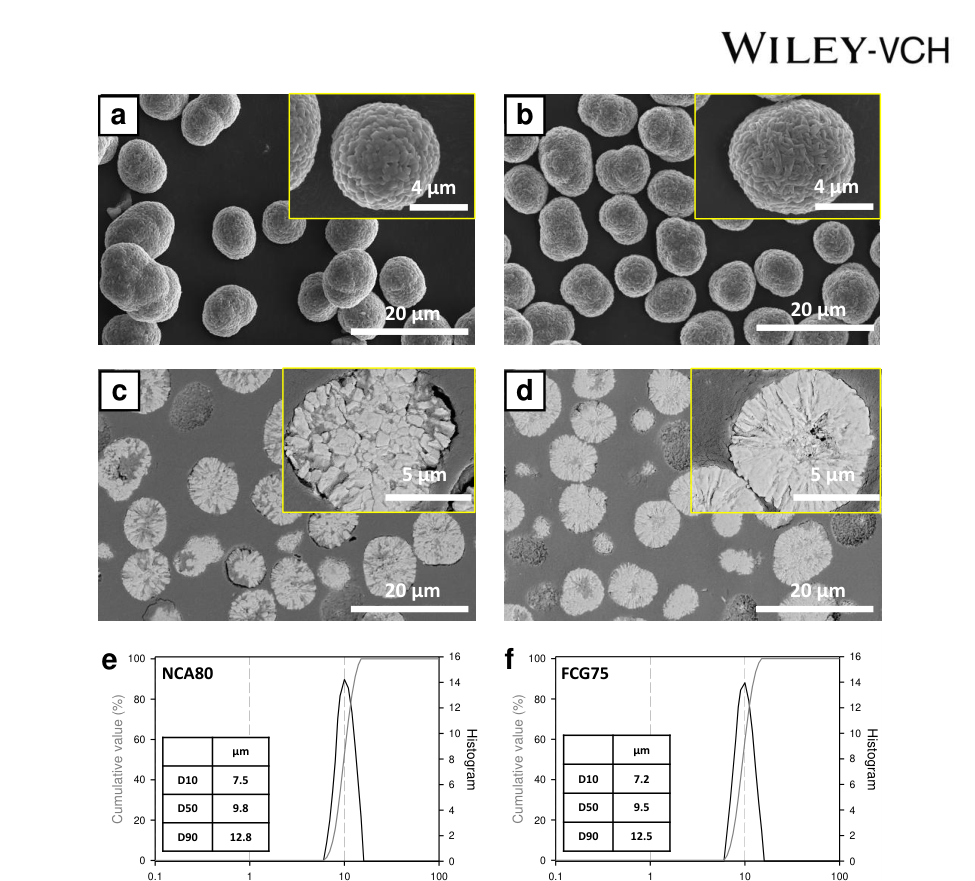 WILEY-VCH
a
4 µm
20 µm
b
4 µm
20 µm
c
5 µm
20 µm
d
5 µm
20 µm
e
NCA80
Cumulative value (%)
100
80
60
40
20
0
16
14
12
10
8
6
4
2
0
Histogram
µm
D10 7.5
D50 9.8
D90 12.8
0.1 1 10 100
f
FCG75
Cumulative value (%)
100
80
60
40
20
0
16
14
12
10
8
6
4
2
0
Histogram
µm
D10 7.2
D50 9.5
D90 12.5
0.1 1 10 100